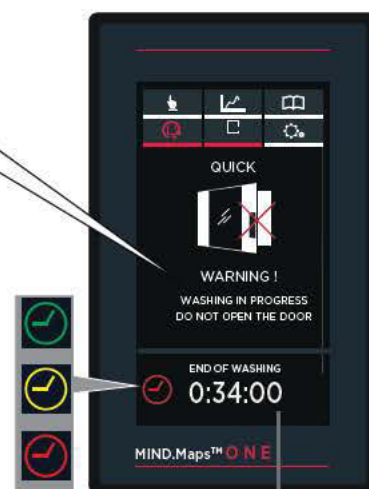 QUICK
WARNING !
WASHING IN PROGRESS
DO NOT OPEN THE DOOR
END OF WASHING
0:34:00
MIND.Maps™ ONE